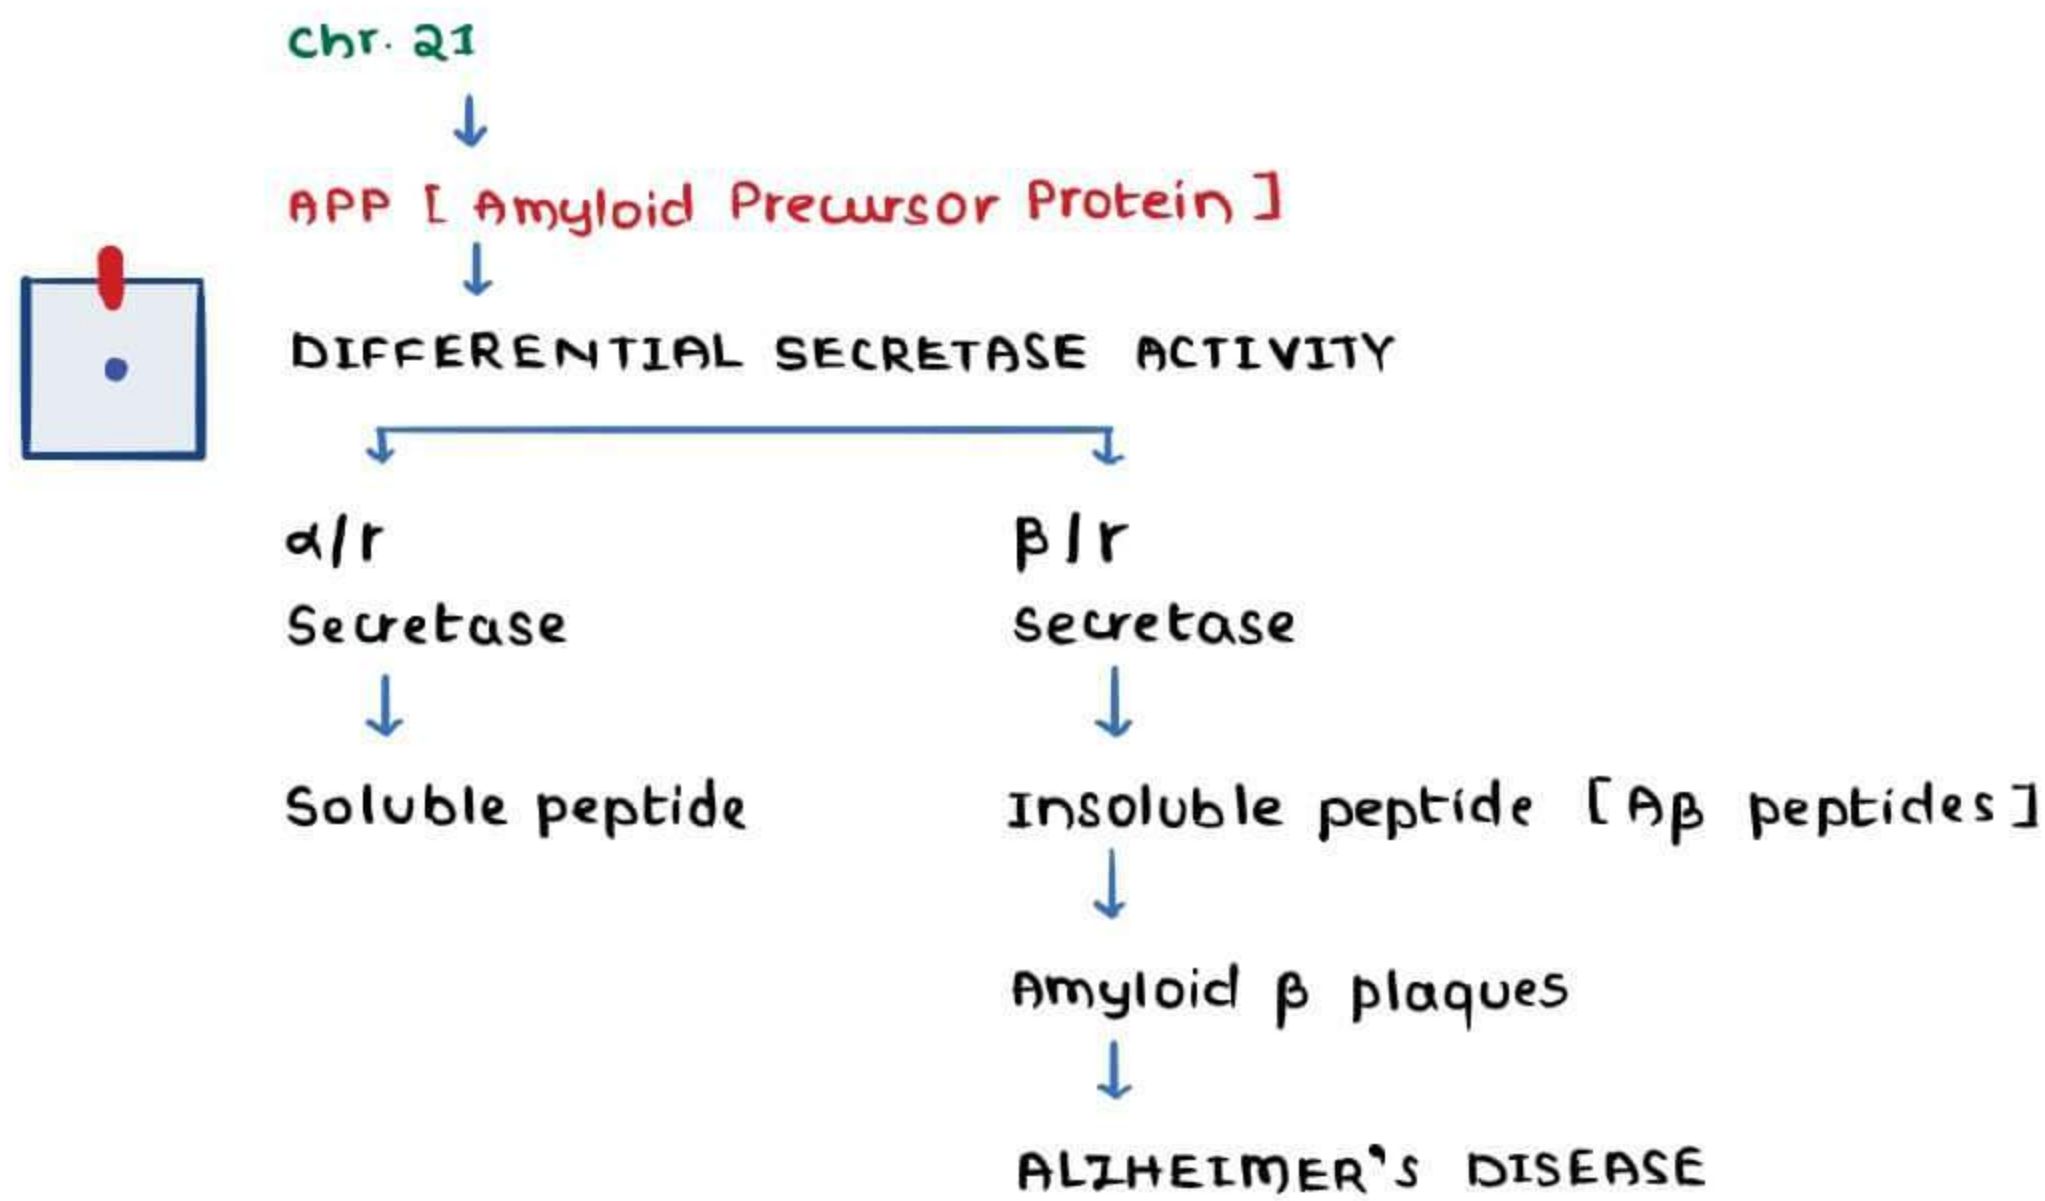 Chr. 21
APP [ Amyloid Precursor Protein ]
DIFFERENTIAL SECRETASE ACTIVITY
α/r
β/r
Secretase
Secretase
Soluble peptide
Insoluble peptide [Aβ peptides]
Amyloid β plaques
ALZHEIMER'S DISEASE